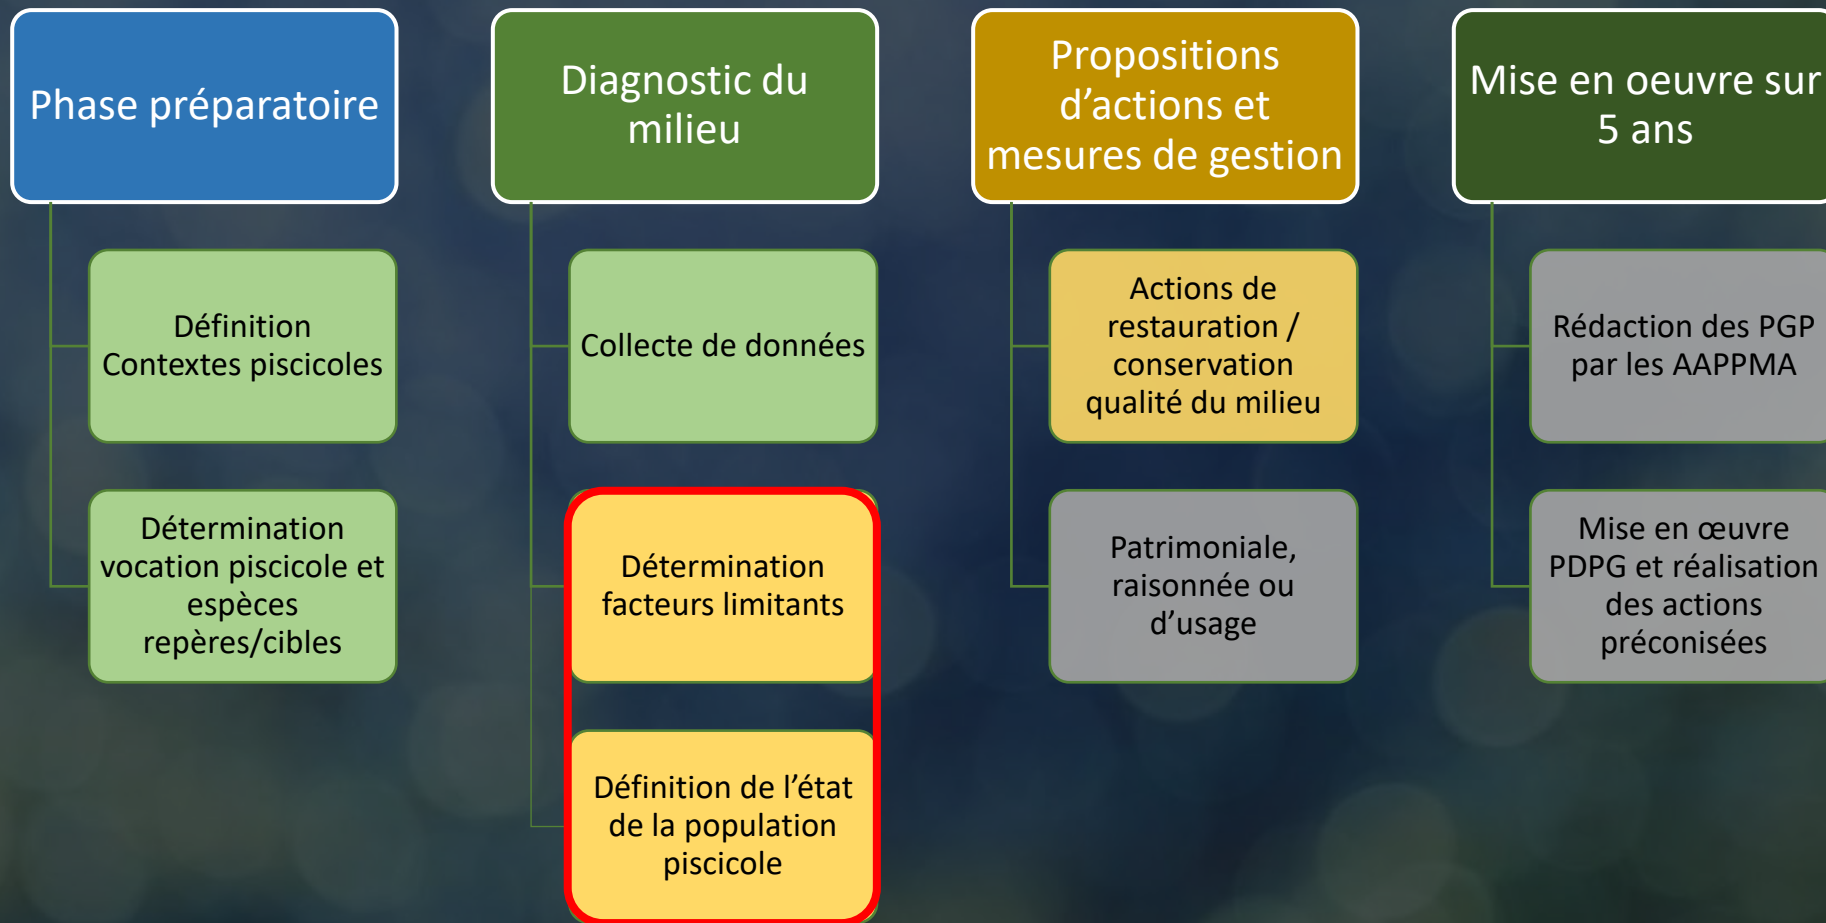 Phase préparatoire
Définition
Contextes piscicoles
Détermination
vocation piscicole et
espèces
repères/cibles
Diagnostic du
milieu
Collecte de données
Détermination
facteurs limitants
Définition de l’état
de la population
piscicole
Propositions
d’actions et
mesures de gestion
Actions de
restauration /
conservation
qualité du milieu
Patrimoniale,
raisonnée ou
d’usage
Mise en oeuvre sur
5 ans
Rédaction des PGP
par les AAPPMA
Mise en œuvre
PDPG et réalisation
des actions
préconisées